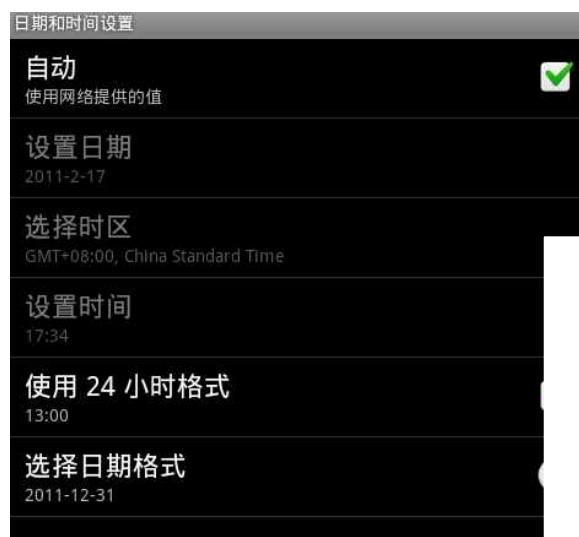 日期和时间设置
自动
使用网络提供的值
设置日期
2011-2-17
选择时区
GMT+08:00, China Standard Time
设置时间
17:34
使用 24 小时格式
13:00
选择日期格式
2011-12-31